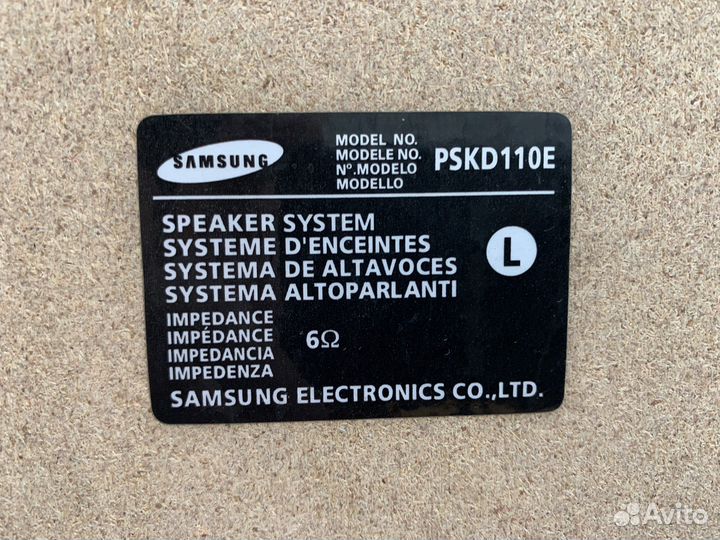 SAMSUNG
MODEL NO.
MODELE NO.
Nº.MODELO
MODELLO
PSKD110E
SPEAKER SYSTEM
SYSTEME D'ENCEINTES
SYSTEMA DE ALTAVOCES
SYSTEMA ALTOPARLANTI
L
IMPEDANCE
IMPÉDANCE
IMPEDANCIA
IMPEDENZA
6Ω
SAMSUNG ELECTRONICS CO.,LTD.
Avito